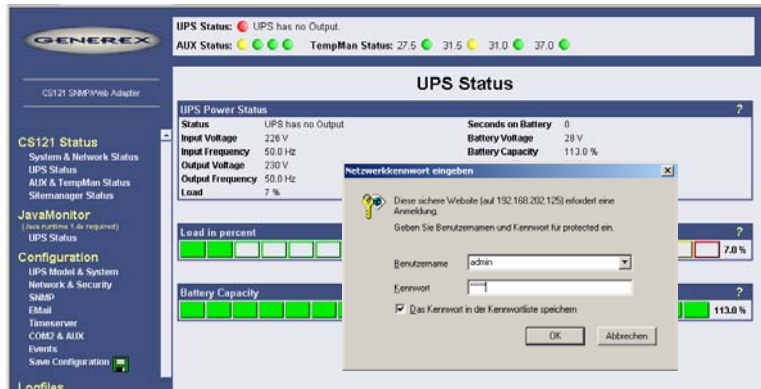 GENEREX
CS121 SNMP/Web Adapter
CS121 Status
System & Network Status
UPS Status
AUX & TempMan Status
Sitemanager Status
JavaMonitor
(Java runtime 1.4x required)
UPS Status
Configuration
UPS Model & System
Network & Security
SNMP
EMail
Timeserver
COM2 & AUX
Events
Save Configuration
Logfiles
UPS Status: UPS has no Output.
AUX Status: TempMan Status: 27.5 31.5 31.0 37.0
UPS Status
UPS Power Status ?
Status UPS has no Output Seconds on Battery 0
Input Voltage 226 V Battery Voltage 28 V
Input Frequency 50.0 Hz Battery Capacity 113.0 %
Output Voltage 230 V
Output Frequency 50.0 Hz
Load 7 %
Load in percent ?
7.0 %
Battery Capacity ?
113.0 %
Netzwerkkennwort eingeben
Diese sichere Website (auf 192.168.202.125) erfordert eine
Anmeldung.
Geben Sie Benutzernamen und Kennwort für protected ein.
Benutzername admin
Kennwort *****
Das Kennwort in der Kennwortliste speichern
OK Abbrechen